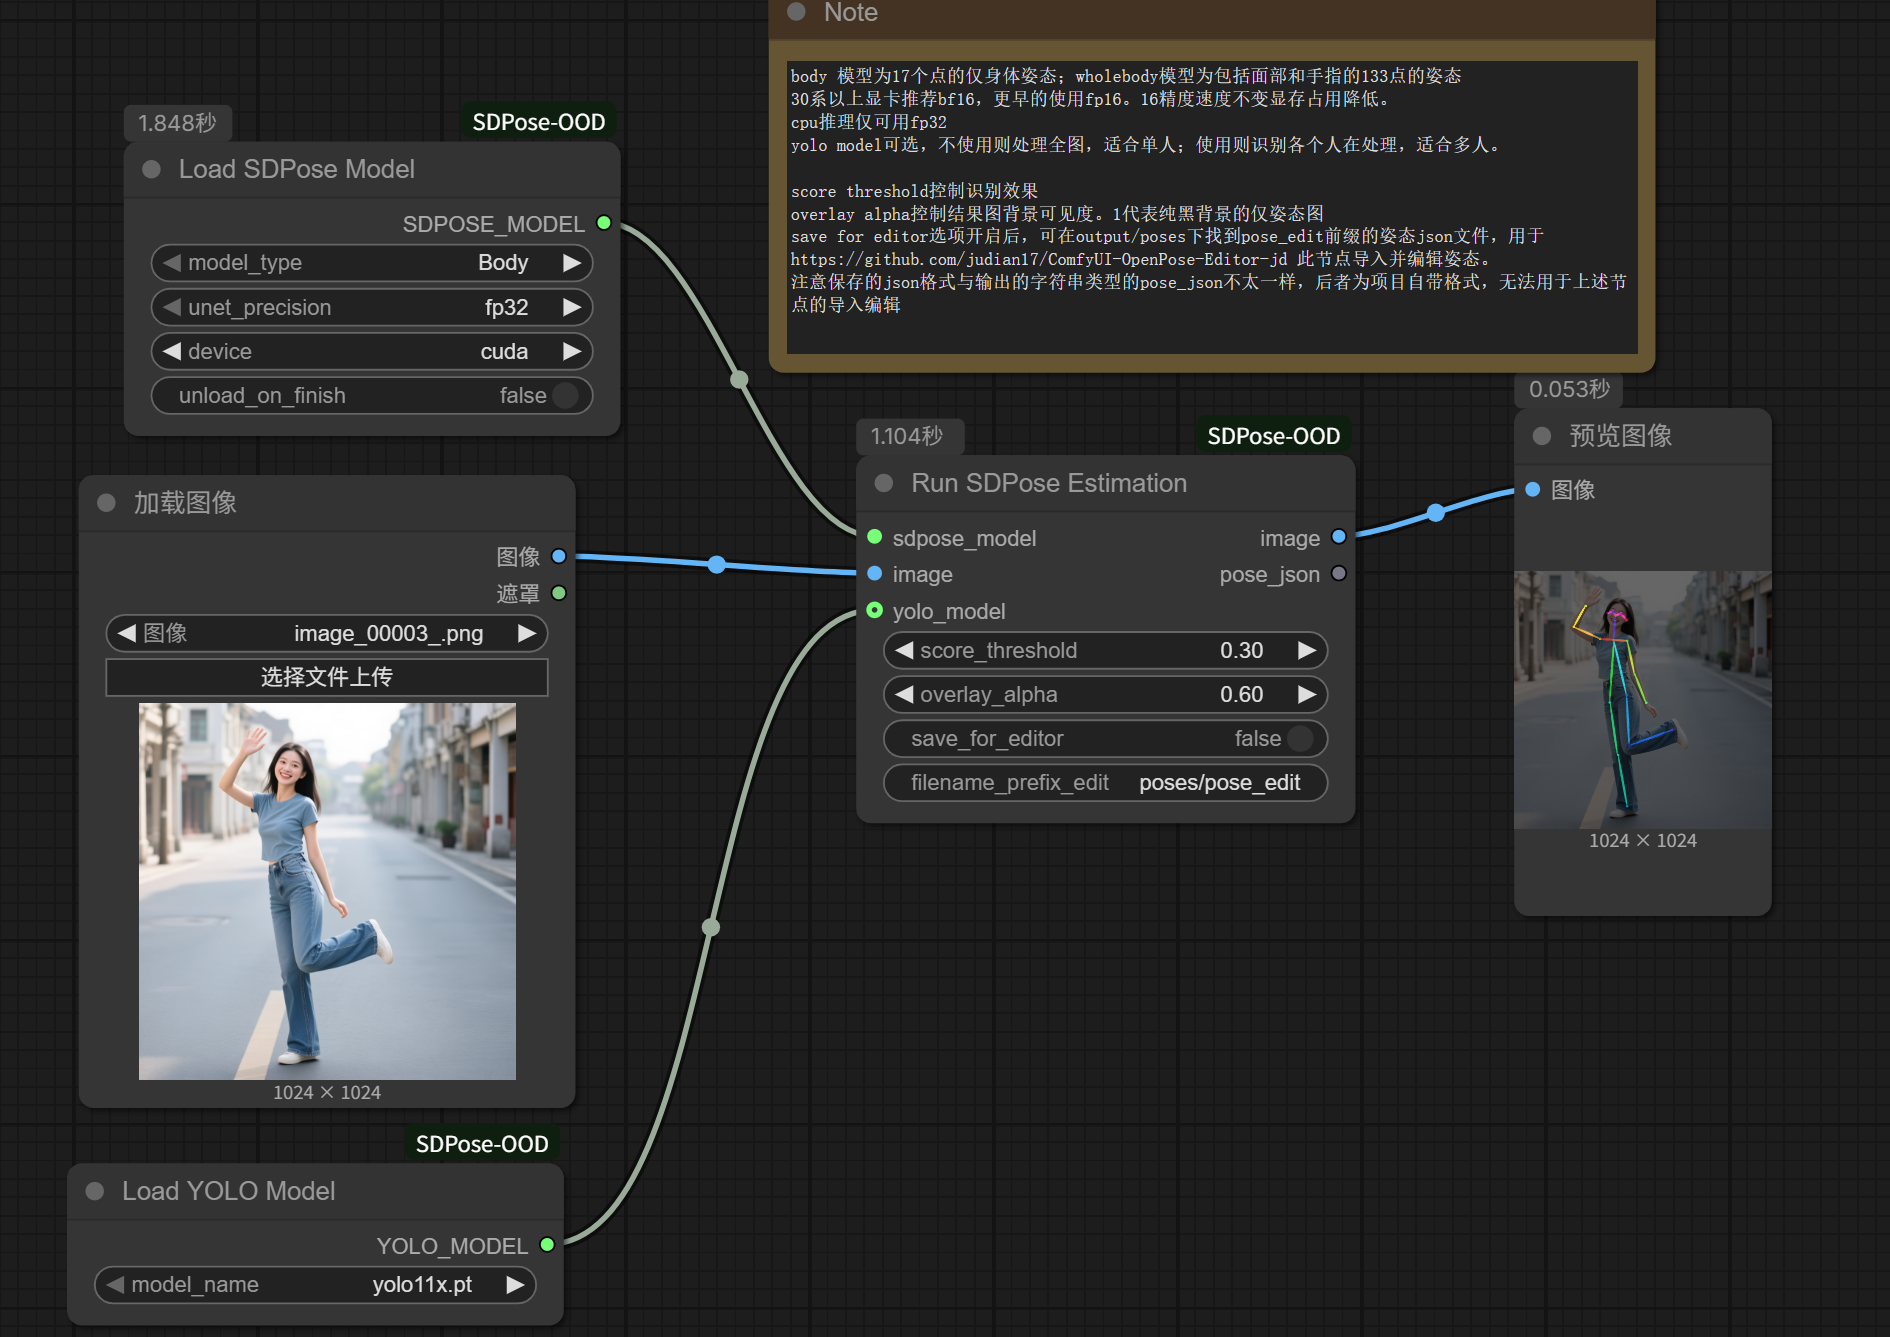 Note
body 模型为17个点的仅身体姿态；wholebody模型为包括面部和手指的133点的姿态
30系以上显卡推荐bf16，更早的使用fp16。16精度速度不变显存占用降低。
cpu推理仅可用fp32
yolo model可选，不使用则处理全图，适合单人；使用则识别各个人在处理，适合多人。
score threshold控制识别效果
overlay alpha控制结果图背景可见度。1代表纯黑背景的仅姿态图
save for editor选项开启后，可在output/poses下找到pose_edit前缀的姿态json文件，用于
https://github.com/judian17/ComfyUI-OpenPose-Editor-jd 此节点导入并编辑姿态。
注意保存的json格式与输出的字符串类型的pose_json不太一样，后者为项目自带格式，无法用于上述节
点的导入编辑
1.848秒
SDPose-OOD
Load SDPose Model
SDPOSE_MODEL
model_type Body
unet_precision fp32
device cuda
unload_on_finish false
加载图像
图像
遮罩
图像 image_00003_.png
选择文件上传
1024 × 1024
SDPose-OOD
Load YOLO Model
YOLO_MODEL
model_name yolo11x.pt
1.104秒
SDPose-OOD
Run SDPose Estimation
sdpose_model image
image pose_json
yolo_model
score_threshold 0.30
overlay_alpha 0.60
save_for_editor false
filename_prefix_edit poses/pose_edit
0.053秒
预览图像
图像
1024 × 1024